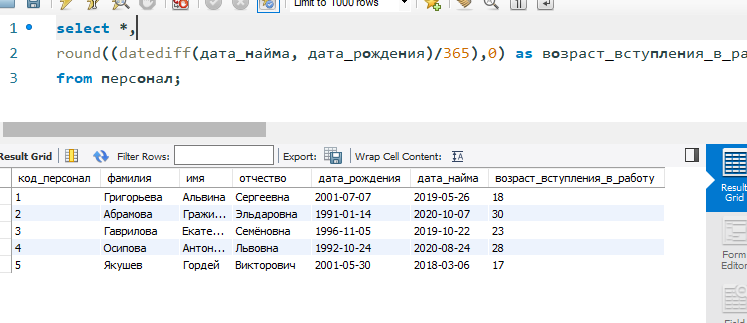 Limit to 1000 rows
1 select *,
2 round((datediff(дата_найма, дата_рождения)/365),0) as возраст_вступления_в_ра
3 from персонал;
Result Grid Filter Rows: Export: Wrap Cell Content: IA
код_персонал фамилия имя отчество дата_рождения дата_найма возраст_вступления_в_работу
1 Григорьева Альвина Сергеевна 2001-07-07 2019-05-26 18
2 Абрамова Гражи... Эльдаровна 1991-01-14 2020-10-07 30
3 Гаврилова Екате... Семёновна 1996-11-05 2019-10-22 23
4 Осипова Антон... Львовна 1992-10-24 2020-08-24 28
5 Якушев Гордей Викторович 2001-05-30 2018-03-06 17
Result
Grid
Form
Editor
Field